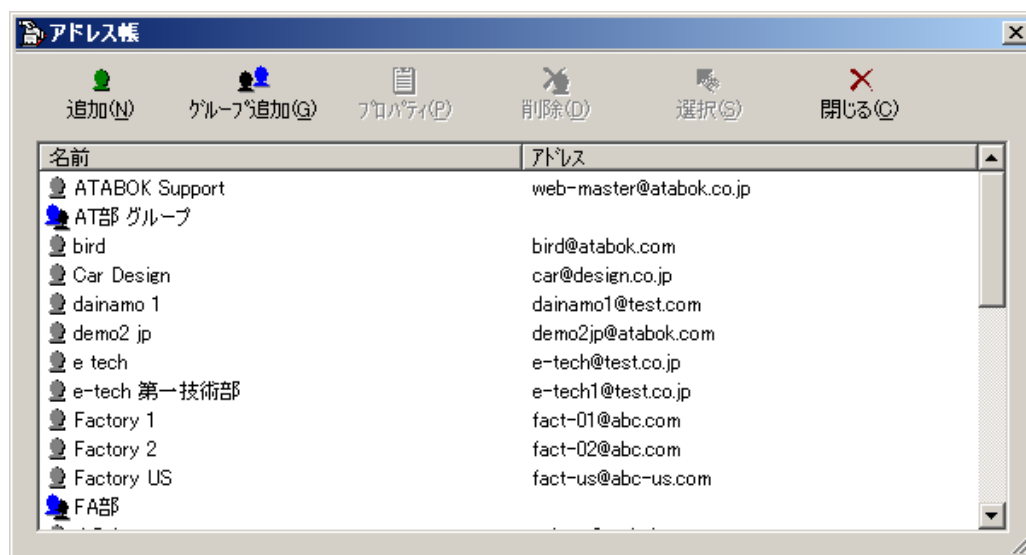 アドレス帳
追加(N) グループ追加(G) プロパティ(P) 削除(D) 選択(S) 閉じる(C)
名前 アドレス
ATABOK Support web-master@atabok.co.jp
AT部 グループ
bird bird@atabok.com
Car Design car@design.co.jp
dainamo 1 dainamo1@test.com
demo2 jp demo2jp@atabok.com
e tech e-tech@test.co.jp
e-tech 第一技術部 e-tech1@test.co.jp
Factory 1 fact-01@abc.com
Factory 2 fact-02@abc.com
Factory US fact-us@abc-us.com
FA部